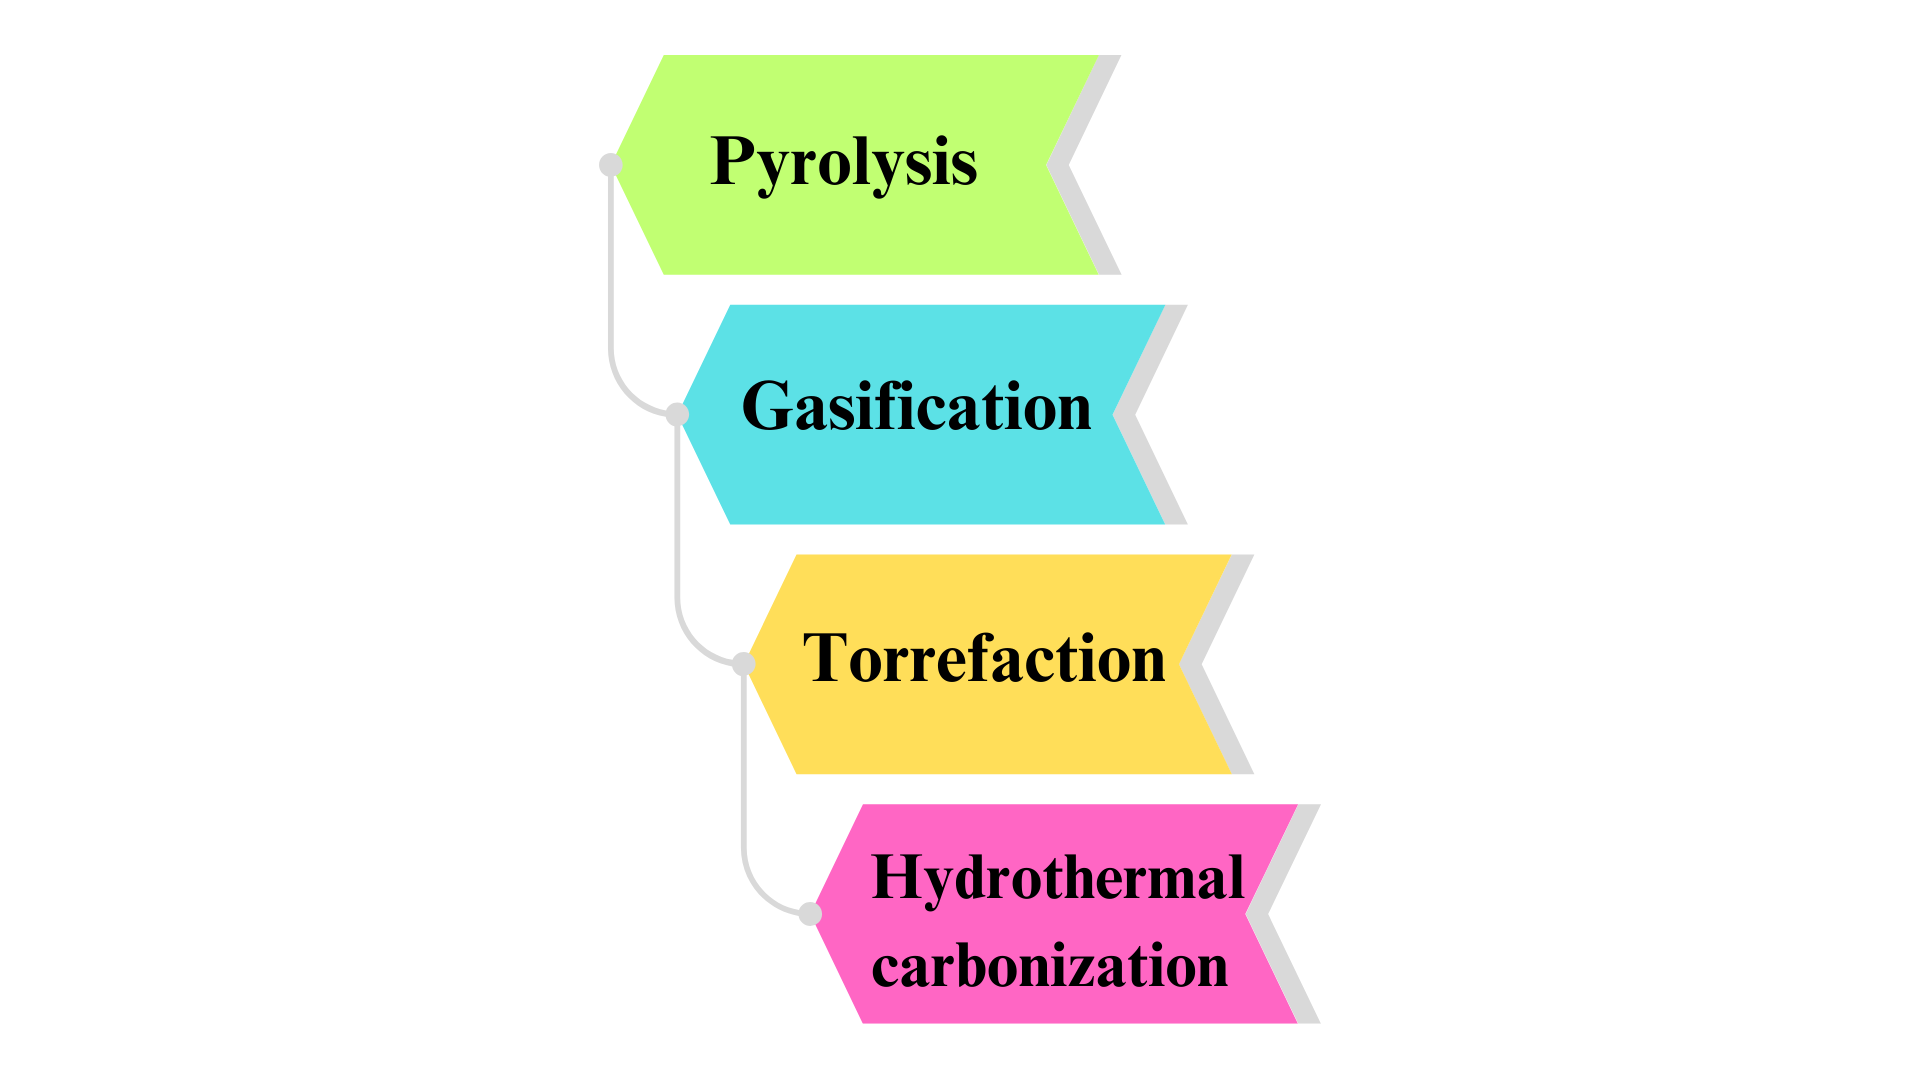 Pyrolysis
Gasification
Torrefaction
Hydrothermal
carbonization